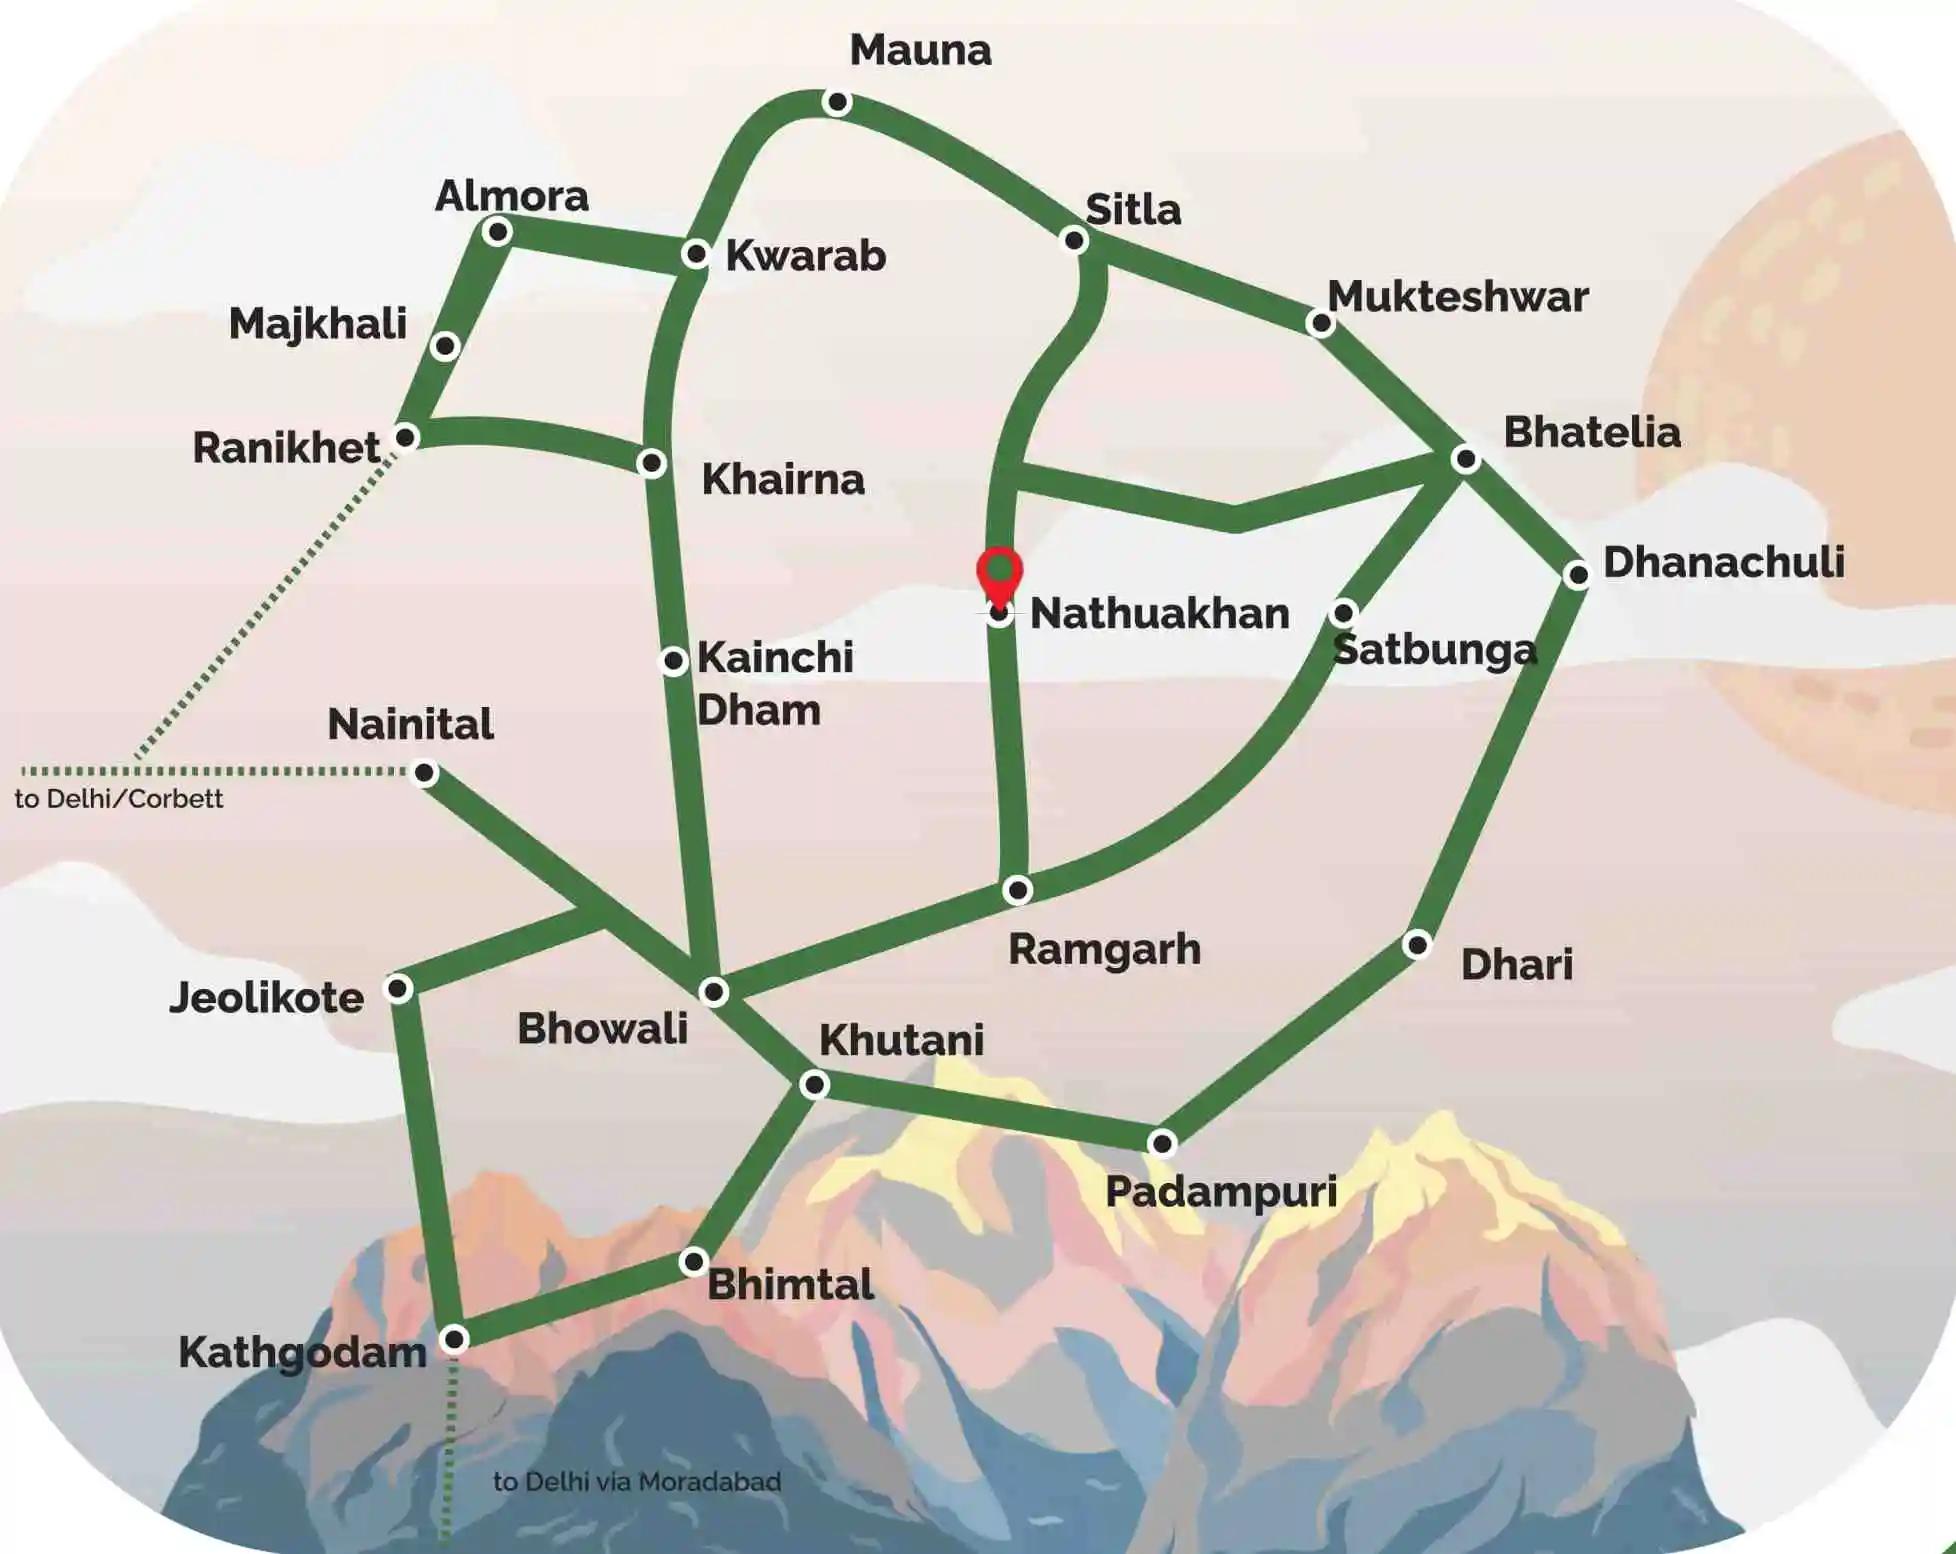 Mauna
Almora
Sitla
Kwarab
Mukteshwar
Majkhali
Bhatelia
Ranikhet
Khairna
Dhanachuli
Nathuakhan
Satbunga
Kainchi
Dham
Nainital
to Delhi/Corbett
Ramgarh
Dhari
Jeolikote
Bhowali
Khutani
Padampuri
Bhimtal
Kathgodam
to Delhi via Moradabad